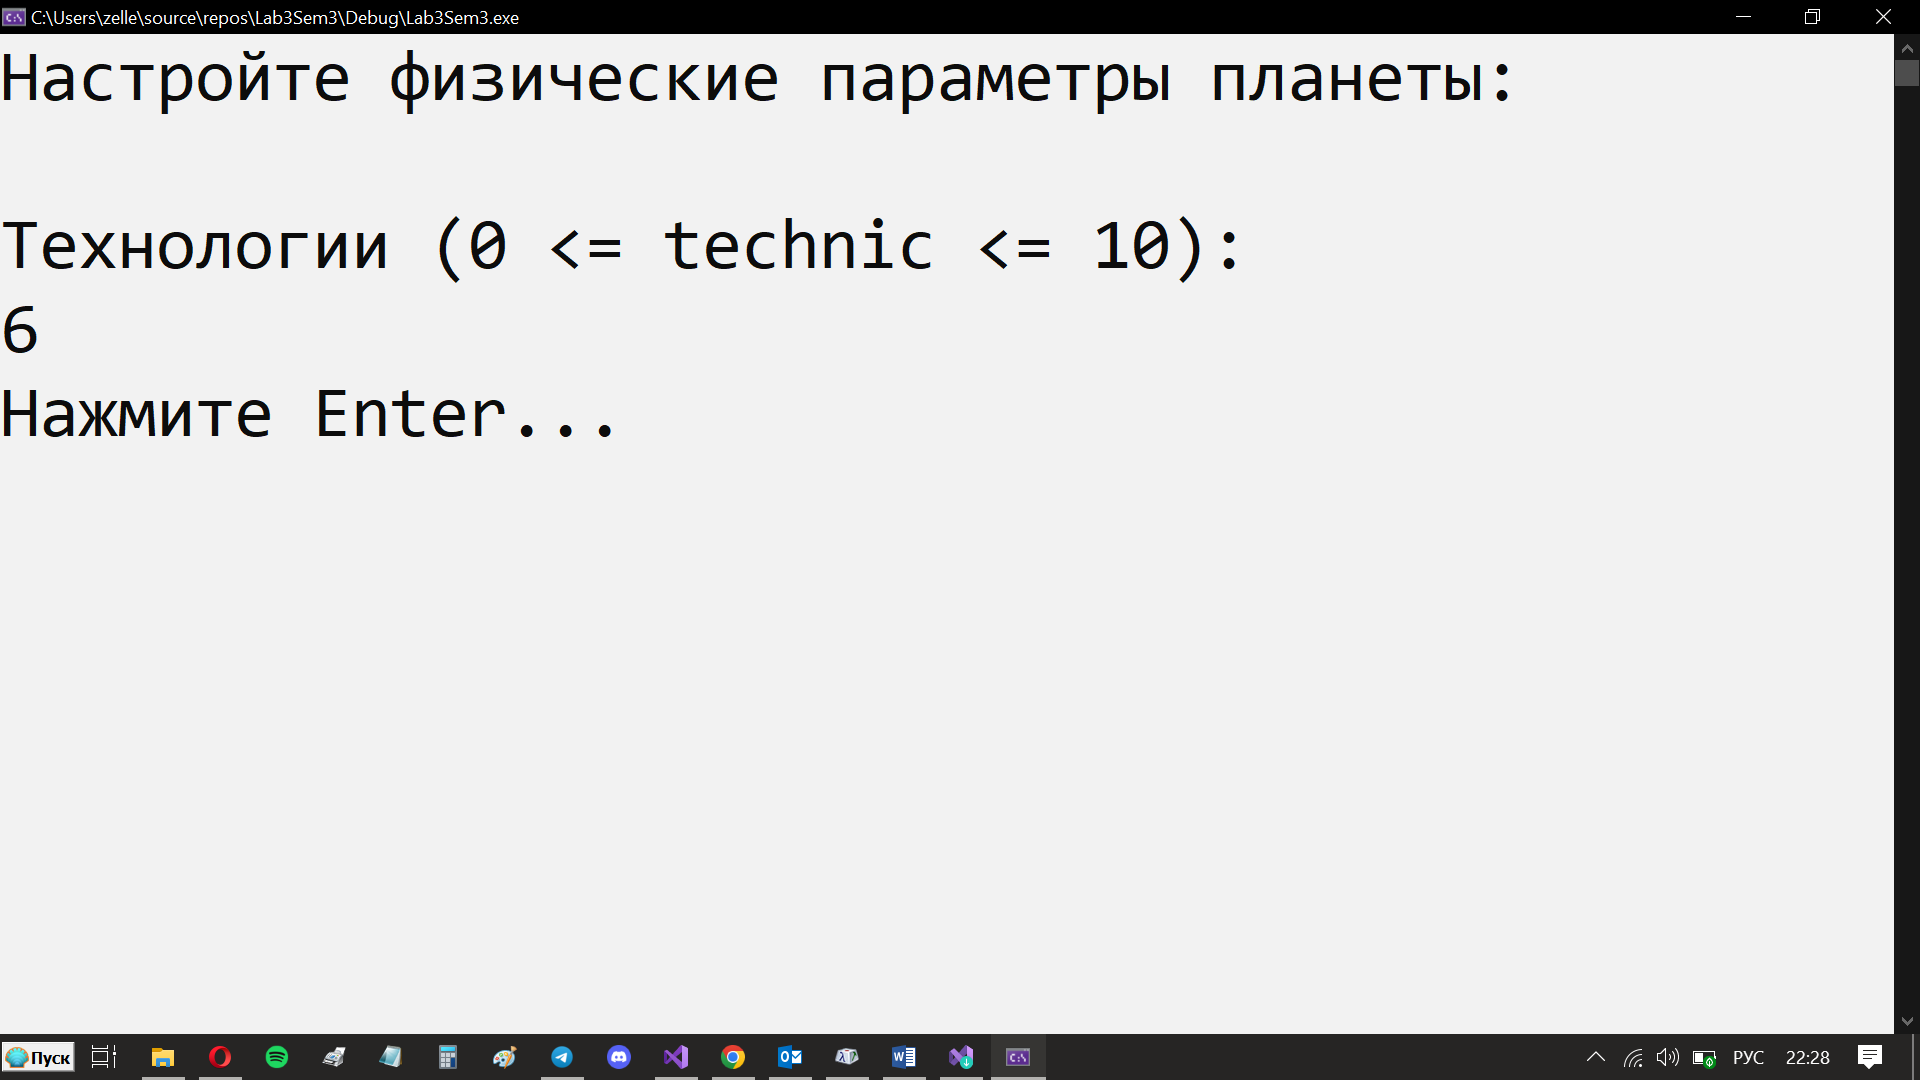 C:\Users\zelle\source\repos\Lab3Sem3\Debug\Lab3Sem3.exe
Настройте физические параметры планеты:
Технологии (0 <= technic <= 10):
6
Нажмите Enter...
Пуск
РУС
22:28